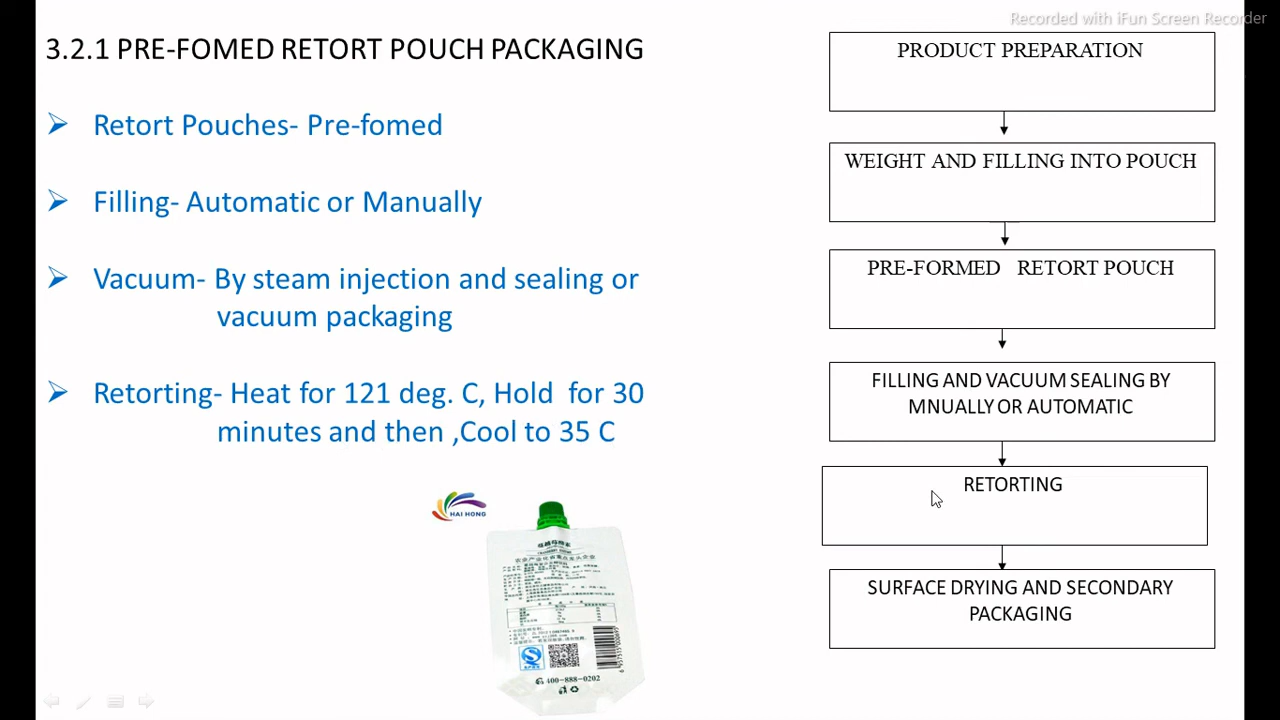 Recorded with iFun Screen Recorder
3.2.1 PRE-FOMED RETORT POUCH PACKAGING
Retort Pouches- Pre-fomed
Filling- Automatic or Manually
Vacuum- By steam injection and sealing or
vacuum packaging
Retorting- Heat for 121 deg. C, Hold for 30
minutes and then ,Cool to 35 C
HAI HONG
400-888-0202
PRODUCT PREPARATION
WEIGHT AND FILLING INTO POUCH
PRE-FORMED RETORT POUCH
FILLING AND VACUUM SEALING BY
MNUALLY OR AUTOMATIC
RETORTING
SURFACE DRYING AND SECONDARY
PACKAGING